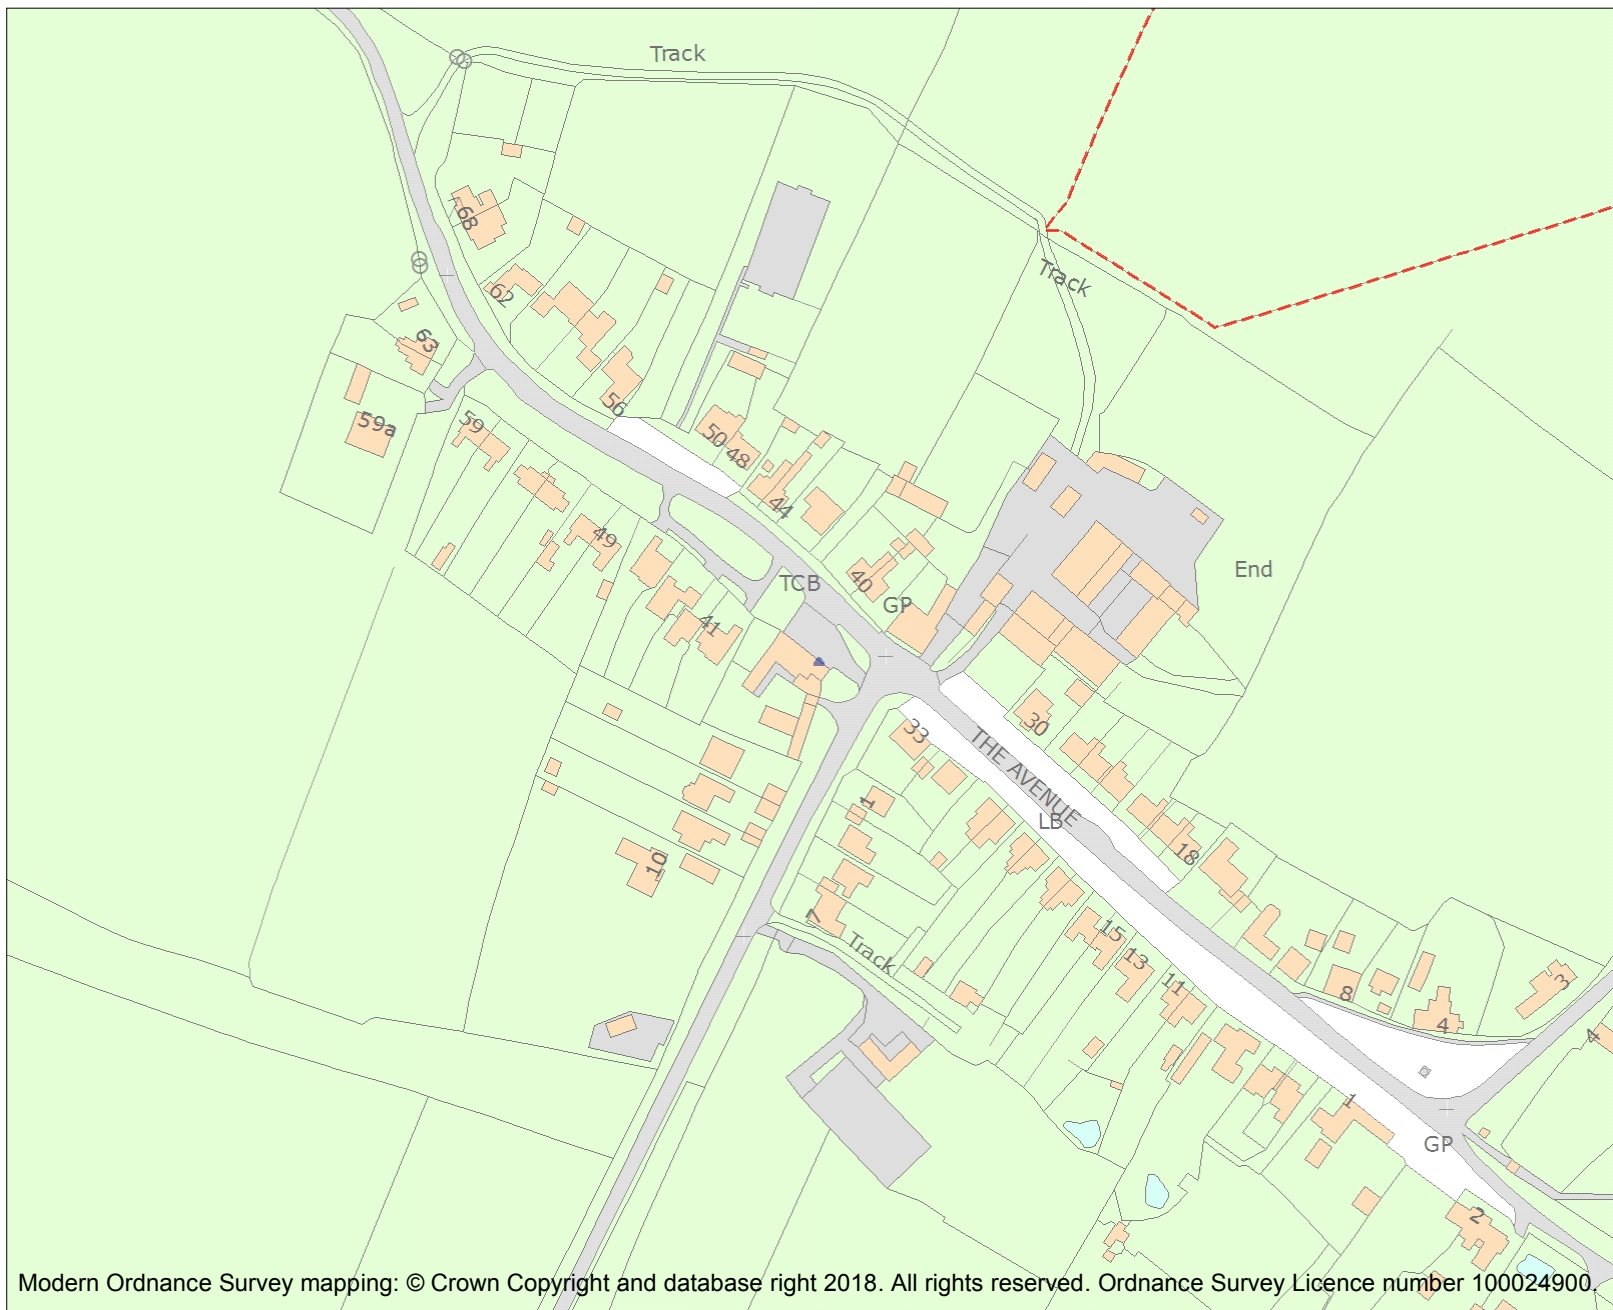 Track
68
Track
62
63
56
59a
59
50
48
44
49
End
TCB
40
GP
41
30
33
THE AVENUE
1
LB
18
10
7
15
Track
13
11
8
3
4
4
1
GP
2
Modern Ordnance Survey mapping: © Crown Copyright and database right 2018. All rights reserved. Ordnance Survey Licence number 100024900.